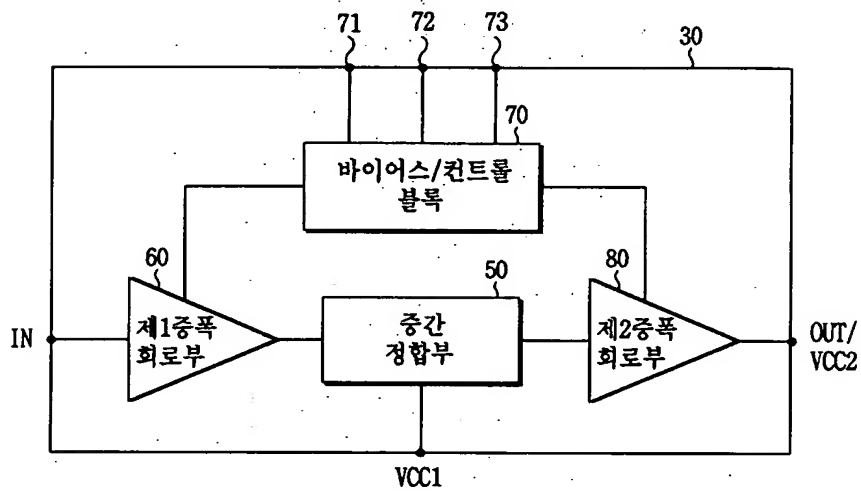 71
72
73
30
70
바이어스/컨트롤
블록
60
50
80
제1증폭
회로부
중간
정합부
제2증폭
회로부
IN
OUT/
VCC2
VCC1